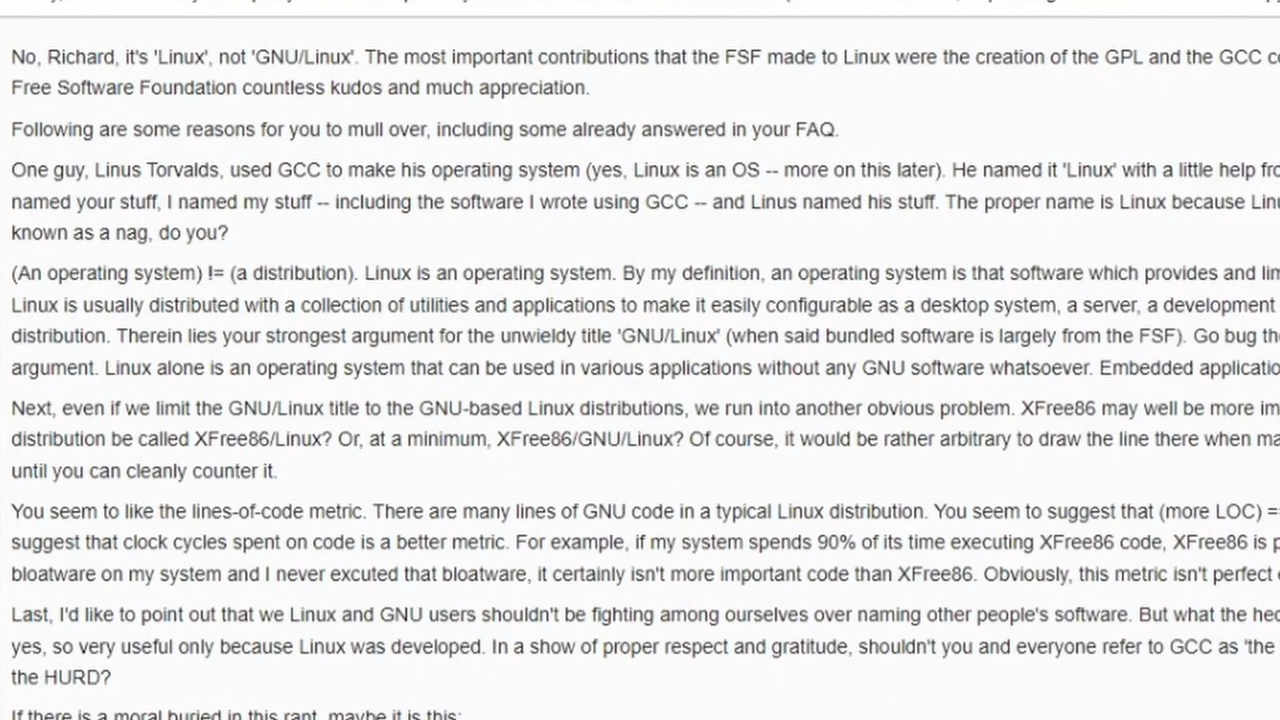 No, Richard, it's 'Linux', not 'GNU/Linux'. The most important contributions that the FSF made to Linux were the creation of the GPL and the GCC
Free Software Foundation countless kudos and much appreciation.
Following are some reasons for you to mull over, including some already answered in your FAQ.
One guy, Linus Torvalds, used GCC to make his operating system (yes, Linux is an OS -- more on this later). He named it 'Linux' with a little help
named your stuff, I named my stuff -- including the software I wrote using GCC -- and Linus named his stuff. The proper name is Linux because
known as a nag, do you?
(An operating system) != (a distribution). Linux is an operating system. By my definition, an operating system is that software which provides and
Linux is usually distributed with a collection of utilities and applications to make it easily configurable as a desktop system, a server, a development
distribution. Therein lies your strongest argument for the unwieldy title 'GNU/Linux' (when said bundled software is largely from the FSF). Go bug
argument. Linux alone is an operating system that can be used in various applications without any GNU software whatsoever. Embedded
Next, even if we limit the GNU/Linux title to the GNU-based Linux distributions, we run into another obvious problem. XFree86 may well be more
distribution be called XFree86/Linux? Or, at a minimum, XFree86/GNU/Linux? Of course, it would be rather arbitrary to draw the line there when
until you can cleanly counter it.
You seem to like the lines-of-code metric. There are many lines of GNU code in a typical Linux distribution. You seem to suggest that (more LOC) ==
suggest that clock cycles spent on code is a better metric. For example, if my system spends 90% of its time executing XFree86 code, XFree86 is
bloatware on my system and I never excuted that bloatware, it certainly isn't more important code than XFree86. Obviously, this metric isn't perfect
Last, I'd like to point out that we Linux and GNU users shouldn't be fighting among ourselves over naming other people's software. But what the
yes, so very useful only because Linux was developed. In a show of proper respect and gratitude, shouldn't you and everyone refer to GCC as 'the
the HURD?
If there is a moral buried in this rant, maybe it is this: